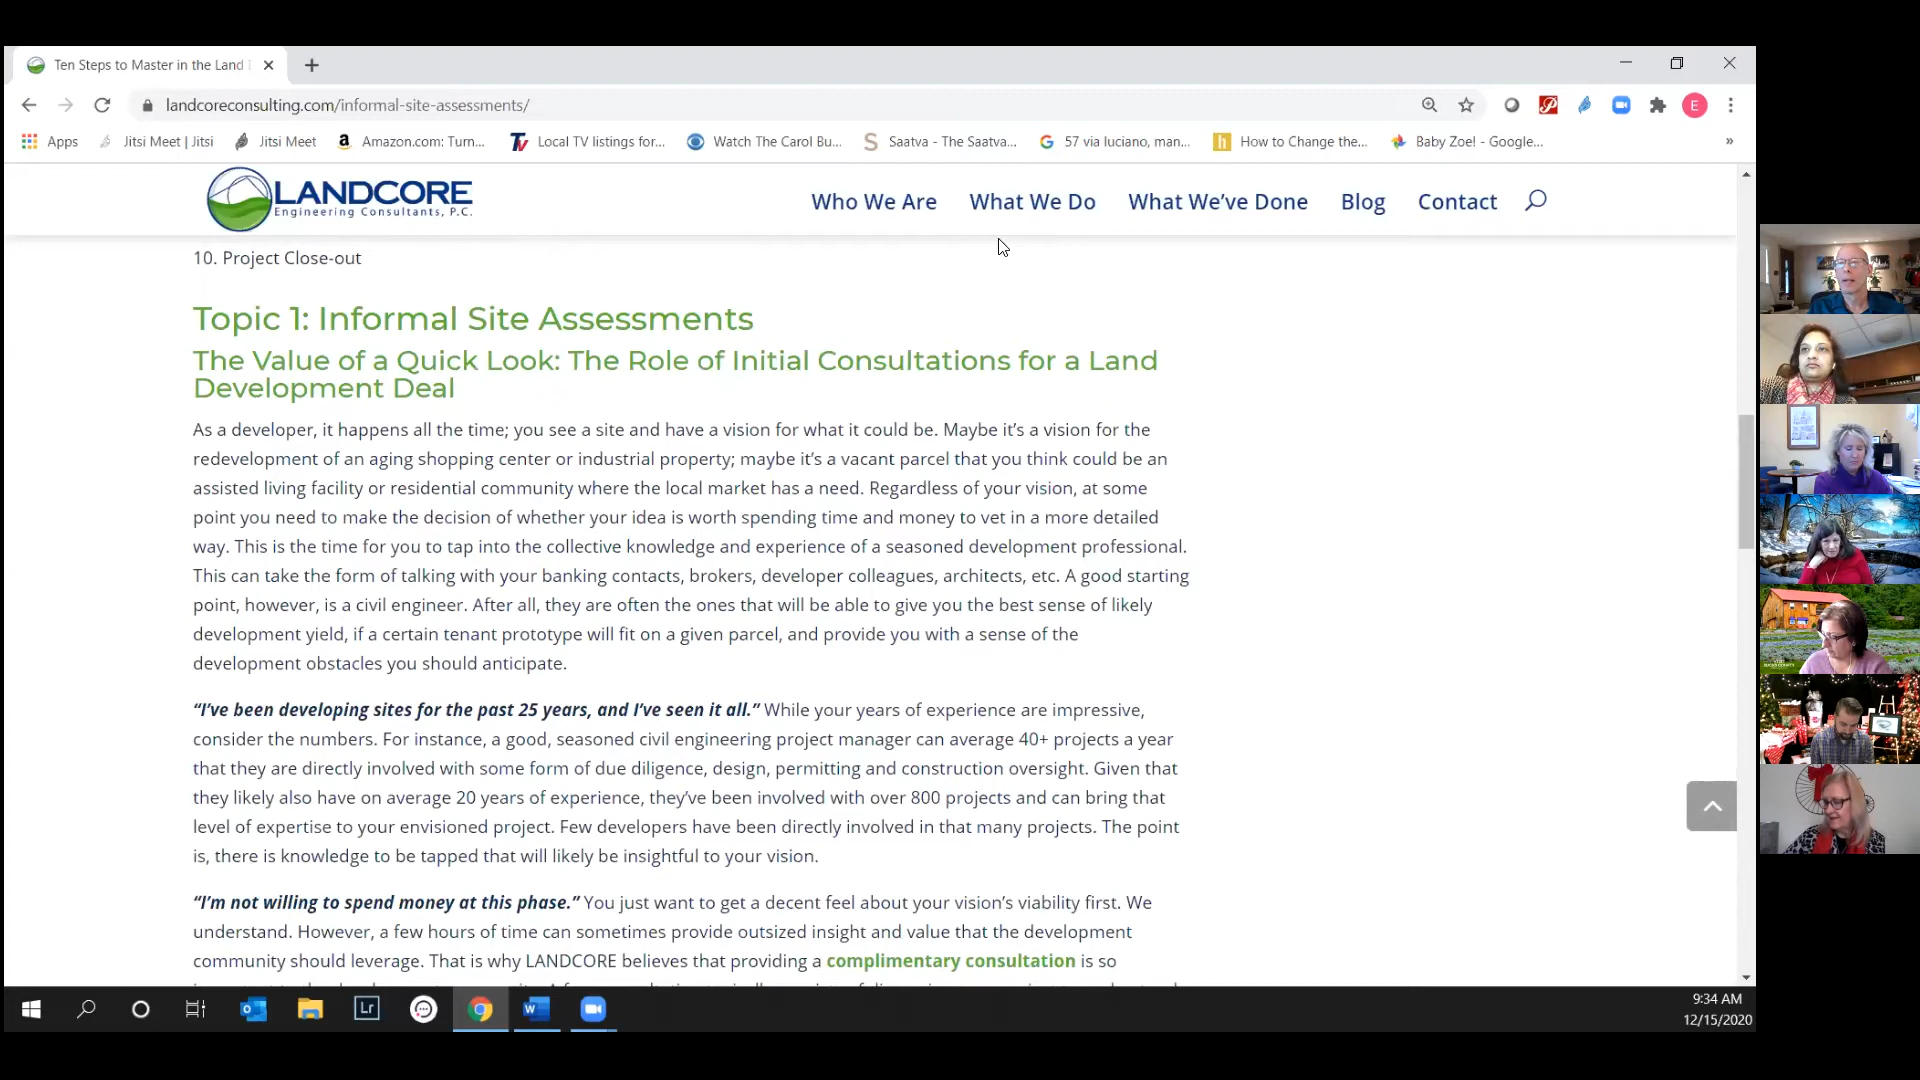 Ten Steps to Master in the Land
landcoreconsulting.com/informal-site-assessments/
E
Apps
Jitsi Meet | Jitsi
Jitsi Meet
Amazon.com: Turn...
Local TV listings for...
Watch The Carol Bu...
Saatva - The Saatva...
57 via luciano, man...
How to Change the...
Baby Zoe! - Google...
»
LANDCORE
Engineering Consultants, P.C.
Who We Are
What We Do
What We've Done
Blog
Contact
10. Project Close-out
Topic 1: Informal Site Assessments
The Value of a Quick Look: The Role of Initial Consultations for a Land
Development Deal
As a developer, it happens all the time; you see a site and have a vision for what it could be. Maybe it's a vision for the
redevelopment of an aging shopping center or industrial property; maybe it's a vacant parcel that you think could be an
assisted living facility or residential community where the local market has a need. Regardless of your vision, at some
point you need to make the decision of whether your idea is worth spending time and money to vet in a more detailed
way. This is the time for you to tap into the collective knowledge and experience of a seasoned development professional.
This can take the form of talking with your banking contacts, brokers, developer colleagues, architects, etc. A good starting
point, however, is a civil engineer. After all, they are often the ones that will be able to give you the best sense of likely
development yield, if a certain tenant prototype will fit on a given parcel, and provide you with a sense of the
development obstacles you should anticipate.
“I've been developing sites for the past 25 years, and I've seen it all.” While your years of experience are impressive,
consider the numbers. For instance, a good, seasoned civil engineering project manager can average 40+ projects a year
that they are directly involved with some form of due diligence, design, permitting and construction oversight. Given that
they likely also have on average 20 years of experience, they've been involved with over 800 projects and can bring that
level of expertise to your envisioned project. Few developers have been directly involved in that many projects. The point
is, there is knowledge to be tapped that will likely be insightful to your vision.
“I'm not willing to spend money at this phase.” You just want to get a decent feel about your vision's viability first. We
understand. However, a few hours of time can sometimes provide outsized insight and value that the development
community should leverage. That is why LANDCORE believes that providing a complimentary consultation is so
Lr
9:34 AM
12/15/2020